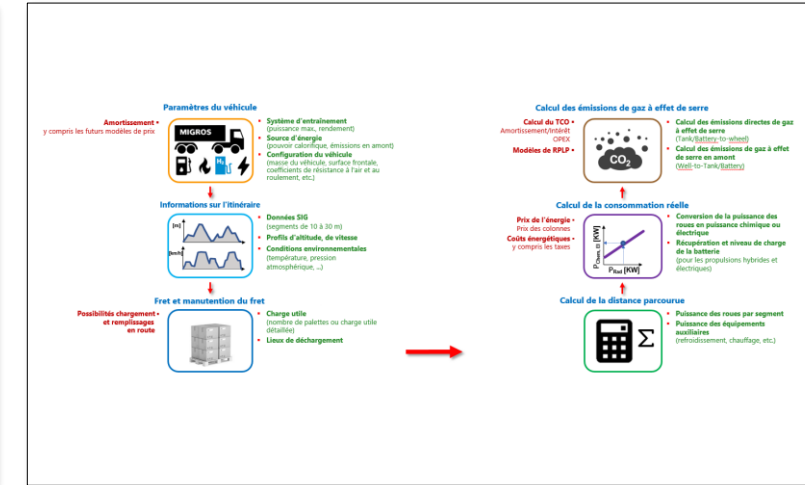 Paramètres du véhicule
Amortissement •
y compris les futurs modèles de prix
MIGROS
H₂
• Système d'entraînement
(puissance max., rendement)
• Source d'énergie
(pouvoir calorifique, émissions en amont)
• Configuration du véhicule
(masse du véhicule, surface frontale,
coefficients de résistance à l'air et au
roulement, etc.)
Informations sur l'itinéraire
[m]
[km/h]
• Données SIG
(segments de 10 à 30 m)
• Profils d'altitude, de vitesse
• Conditions environnementales
(température, pression
atmosphérique, ...)
Fret et manutention du fret
Possibilités chargement •
et remplissages
en route
• Charge utile
(nombre de palettes ou charge utile
détaillée)
• Lieux de déchargement
Calcul des émissions de gaz à effet de serre
Calcul du TCO •
Amortissement/Intérêt
OPEX
Modèles de RPLP •
CO₂
• Calcul des émissions directes de gaz
à effet de serre
(Tank/Battery-to-wheel)
• Calcul des émissions de gaz à effet
de serre en amont
(Well-to-Tank/Battery)
Calcul de la consommation réelle
Prix de l'énergie •
Prix des colonnes
Coûts énergétiques •
y compris les taxes
[KW]
P Rad [KW]
• Conversion de la puissance des
roues en puissance chimique ou
électrique
• Récupération et niveau de charge
de la batterie
(pour les propulsions hybrides et
électriques)
Calcul de la distance parcourue
Σ
• Puissance des roues par segment
• Puissance des équipements
auxiliaires
(refroidissement, chauffage, etc.)